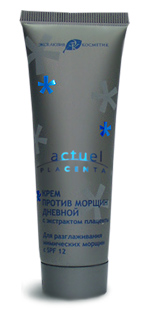 actuel
PLACENTA
КРЕМ
ПРОТИВ МОРЩИН
ДНЕВНОЙ
с экстрактом плаценты
Для разглаживания
мимических морщин
с SPF 12